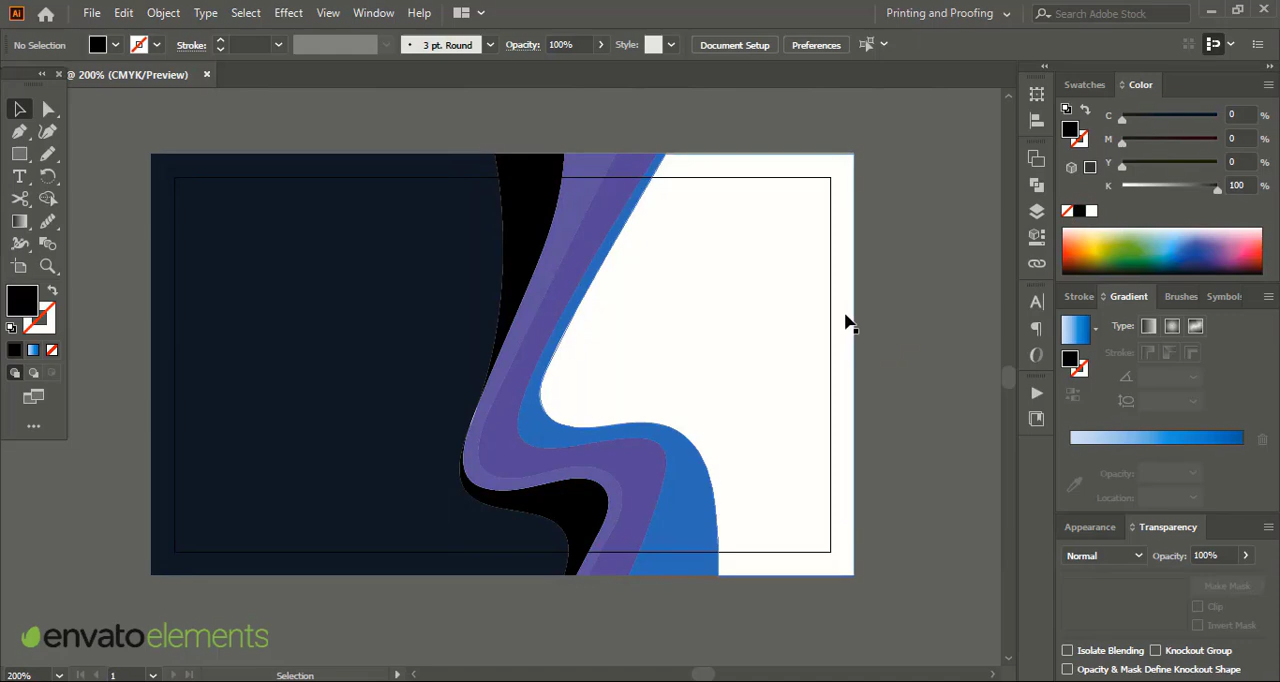 Ai File Edit Object Type Select Effect View Window Help Printing and Proofing Search Adobe Stock
No Selection Stroke: 3 pt. Round Opacity: 100% Style: Document Setup Preferences
@ 200% (CMYK/Preview) ×
Swatches Color
C 0 %
M 0 %
Y 0 %
K 100 %
Stroke Gradient Brushes Symbol:
Type:
Stroke:
Opacity:
Location:
Appearance Transparency
Normal Opacity: 100%
Make Mask
Clip
Invert Mask
Isolate Blending Knockout Group
Opacity & Mask Define Knockout Shape
envatoelements
200% 1 Selection